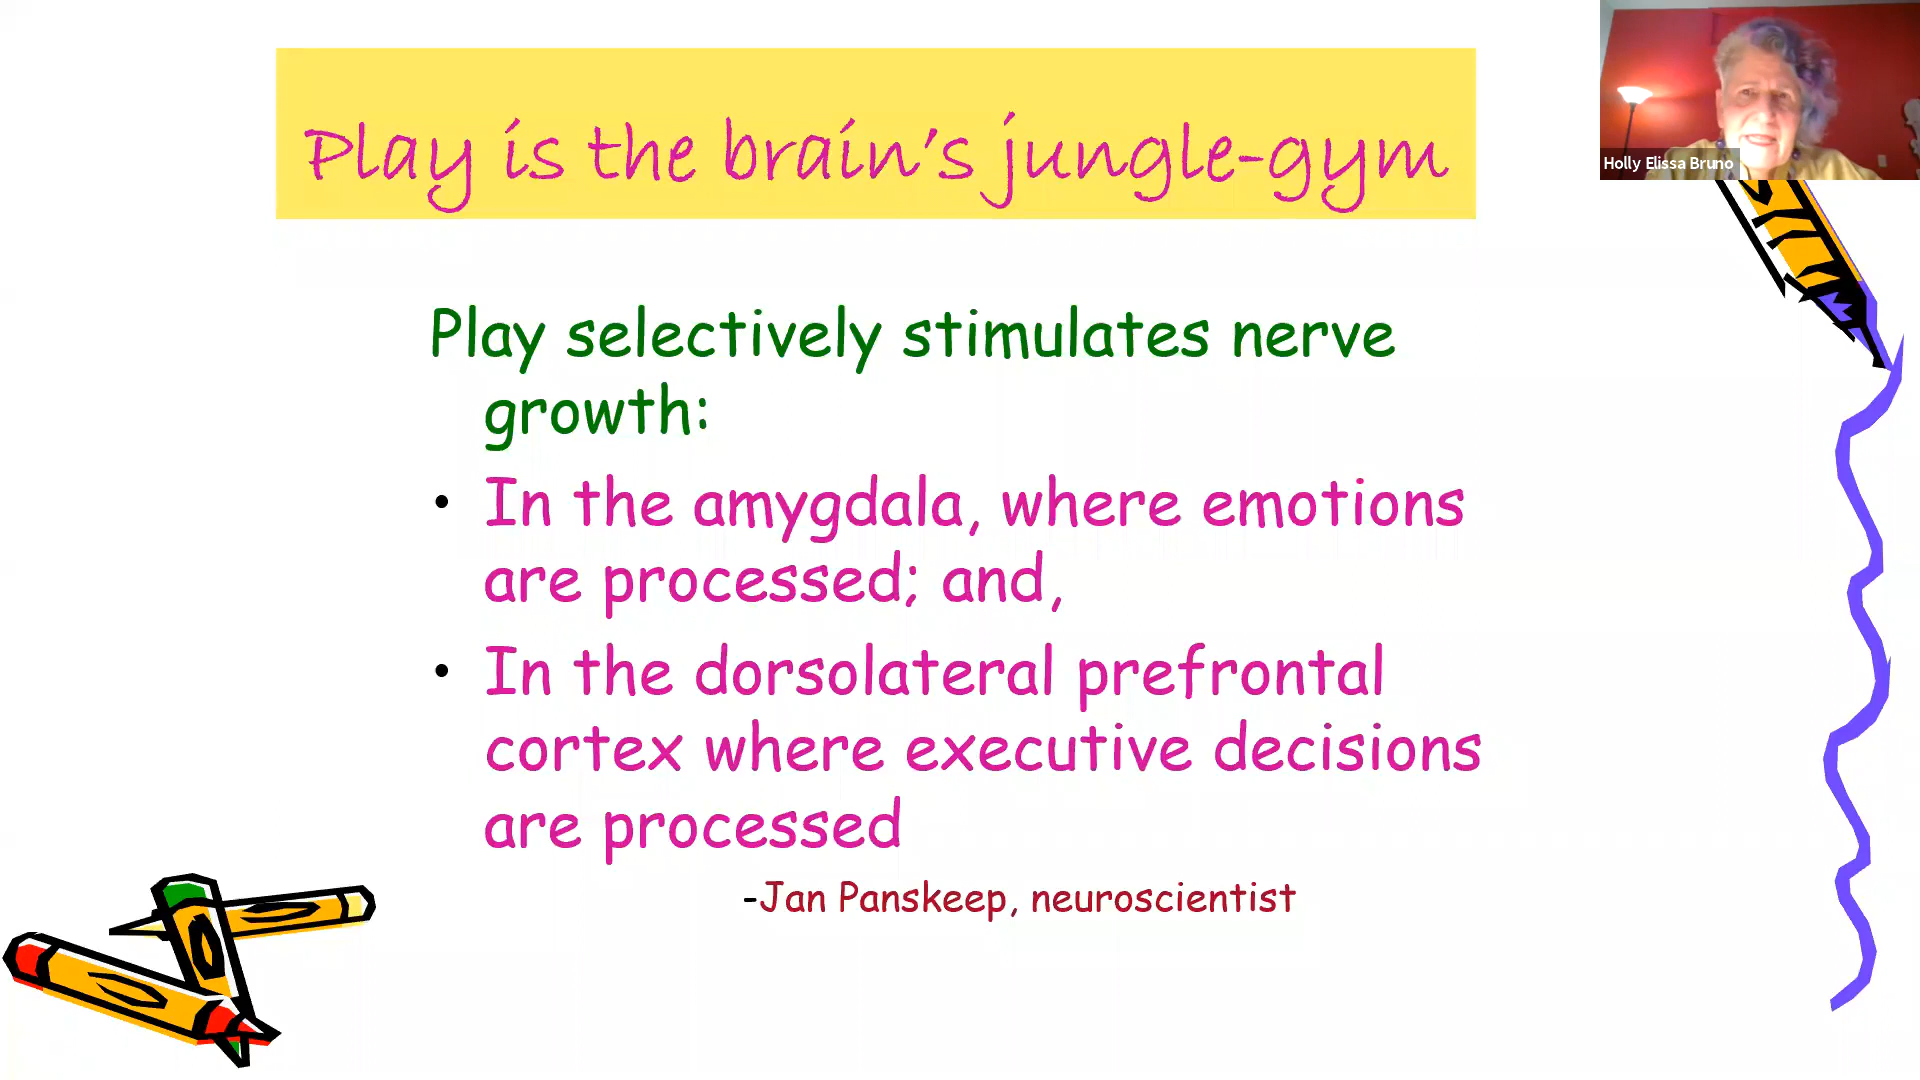 Play is the brain's jungle-gym
Holly Elissa Bruno
Play selectively stimulates nerve
growth:
• In the amygdala, where emotions
are processed; and,
• In the dorsolateral prefrontal
cortex where executive decisions
are processed
-Jan Panskeep, neuroscientist